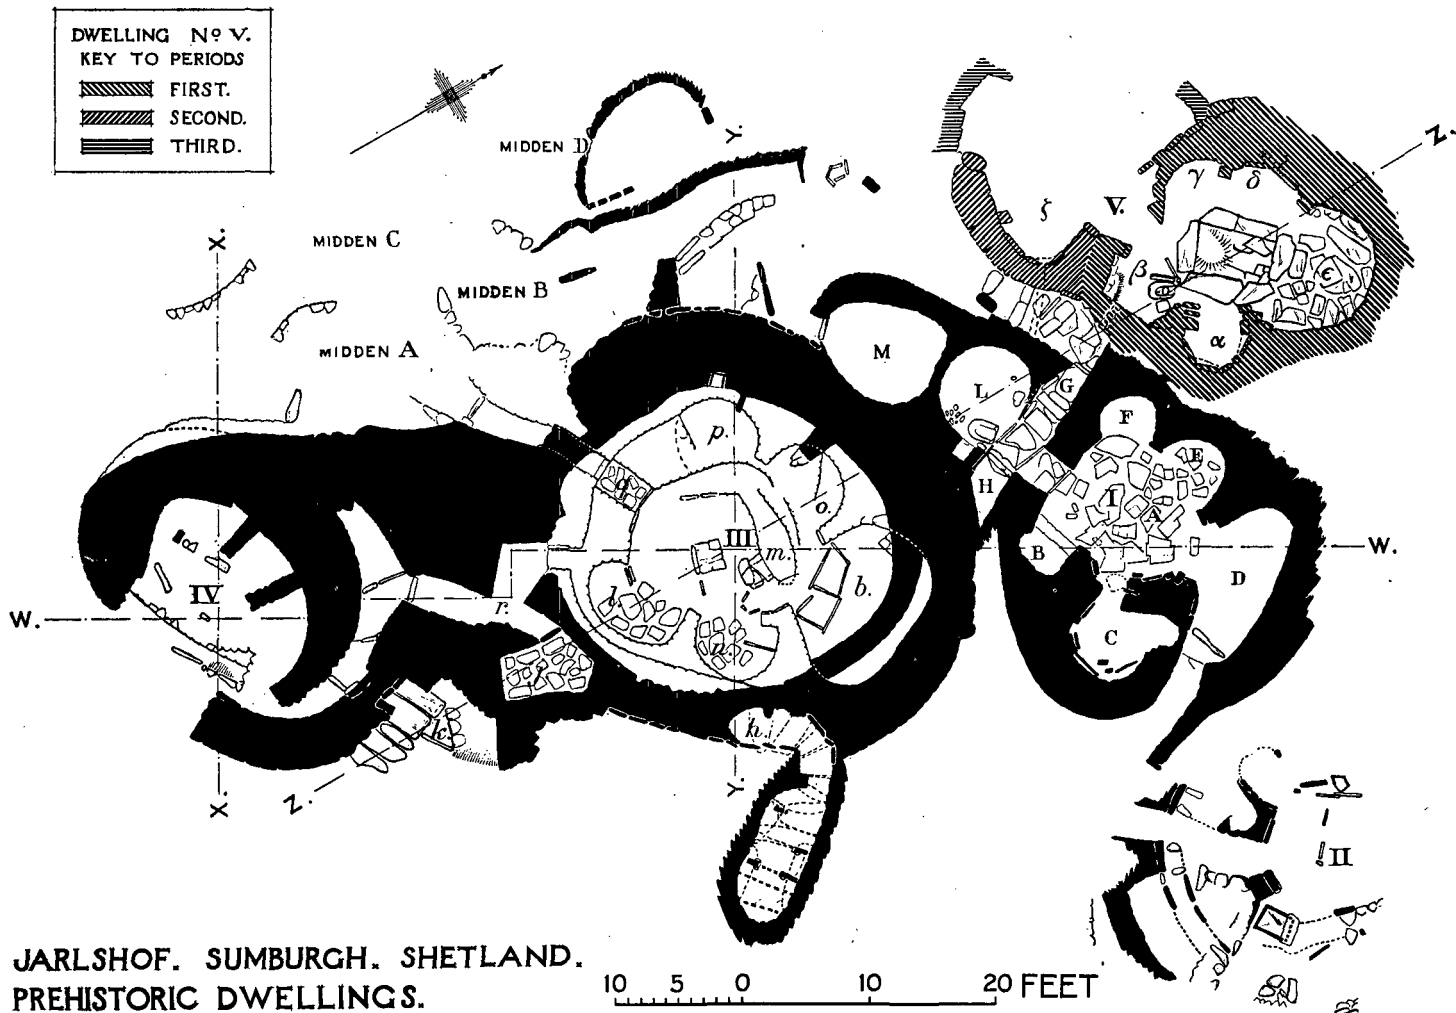 DWELLING Nº V.
KEY TO PERIODS
FIRST.
SECOND.
THIRD.
MIDDEN D
Y.
Z.
γ
δ
ζ
V.
MIDDEN C
X.
β
ε
MIDDEN B
α
MIDDEN A
M
L
G
F
p.
E
q
H
I
o.
A
III
m.
B
W.
D
IV
l.
b.
r.
W.
n.
C
j
k.
h.
X.
Z.
Y.
II
JARLSHOF. SUMBURGH. SHETLAND.
PREHISTORIC DWELLINGS.
10 5 0 10 20 FEET